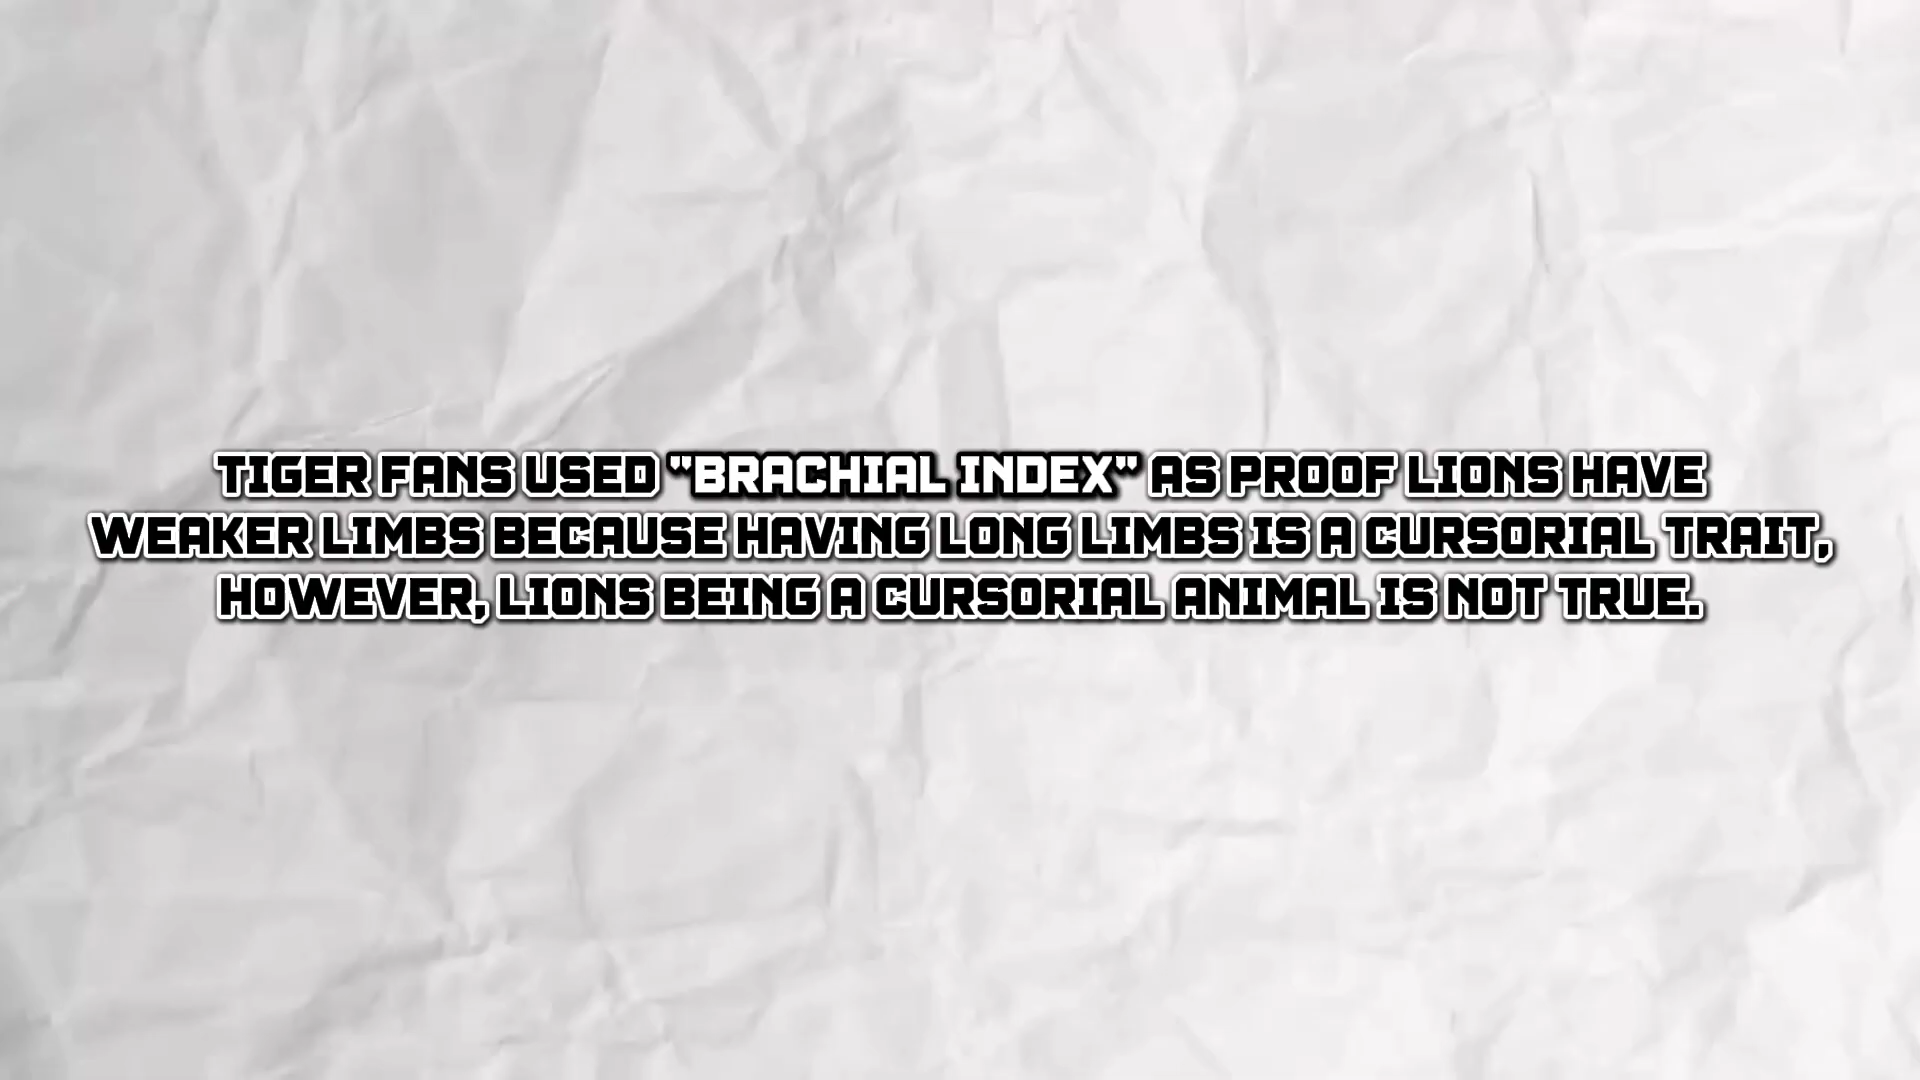 TIGER FANS USED "BRACHIAL INDEX" AS PROOF LIONS HAVE
WEAKER LIMBS BECAUSE HAVING LONG LIMBS IS A CURSORIAL TRAIT,
HOWEVER, LIONS BEING A CURSORIAL ANIMAL IS NOT TRUE.